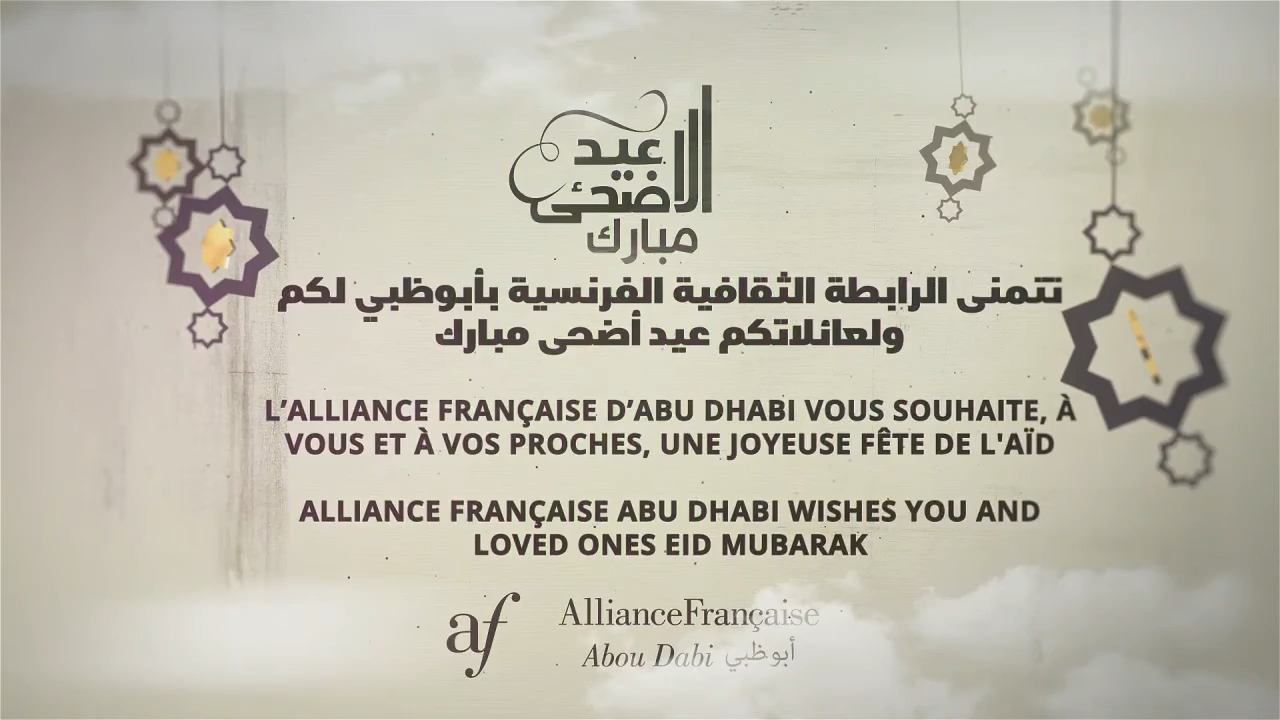 عيد
الاضحى
مبارك
تتمنى الرابطة الثقافية الفرنسية بأبوظبي لكم
ولعائلاتكم عيد أضحى مبارك
L’ALLIANCE FRANÇAISE D’ABU DHABI VOUS SOUHAITE, À
VOUS ET À VOS PROCHES, UNE JOYEUSE FÊTE DE L'AÏD
ALLIANCE FRANÇAISE ABU DHABI WISHES YOU AND
LOVED ONES EID MUBARAK
af AllianceFrançaise
Abou Dabi أبوظبي